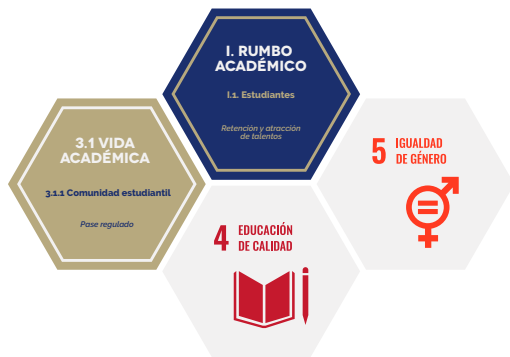 I. RUMBO
ACADÉMICO
I.1. Estudiantes
Retención y atracción
de talentos
3.1 VIDA
ACADÉMICA
3.1.1 Comunidad estudiantil
Pase regulado
5 IGUALDAD
DE GÉNERO
4 EDUCACIÓN
DE CALIDAD